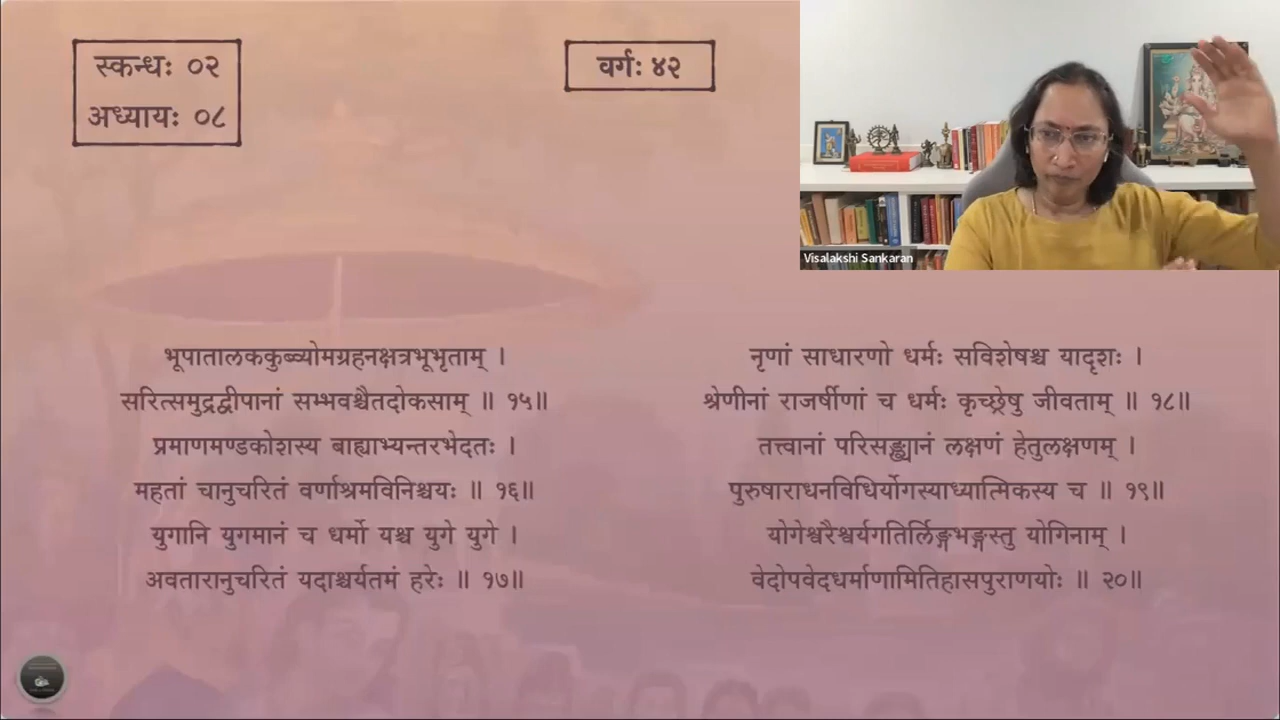 स्कन्धः ०२
अध्यायः ०८
वर्गः ४२
Visalakshi Sankaran
भूपातालककुब्व्योमग्रहनक्षत्रभूभृताम् ।
सरित्समुद्रद्वीपानां सम्भवश्चैतदोकसाम् ॥ १५॥
प्रमाणमण्डकोशस्य बाह्याभ्यन्तरभेदतः ।
महतां चानुचरितं वर्णाश्रमविनिश्चयः ॥ १६॥
युगानि युगमानं च धर्मो यश्च युगे युगे ।
अवतारानुचरितं यदाश्चर्यतमं हरेः ॥ १७॥
नृणां साधारणो धर्मः सविशेषश्च यादृशः ।
श्रेणीनां राजर्षीणां च धर्मः कृच्छ्रेषु जीवताम् ॥ १८॥
तत्त्वानां परिसङ्ख्यानं लक्षणं हेतुलक्षणम् ।
पुरुषाराधनविधिर्योगस्याध्यात्मिकस्य च ॥ १९॥
योगेश्वरैश्वर्यगतिर्लिङ्गभङ्गस्तु योगिनाम् ।
वेदोपवेदधर्माणामितिहासपुराणयोः ॥ २०॥